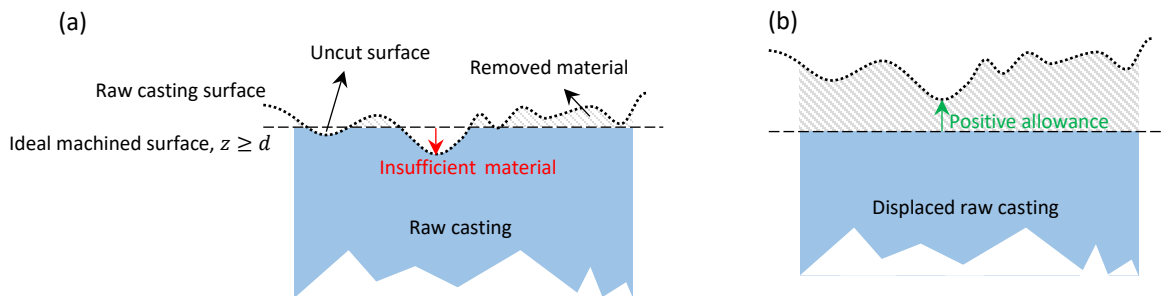 (a)
Uncut surface
Removed material
Raw casting surface
Ideal machined surface, 𝑧 ≥ 𝑑
Insufficient material
Raw casting
(b)
Positive allowance
Displaced raw casting